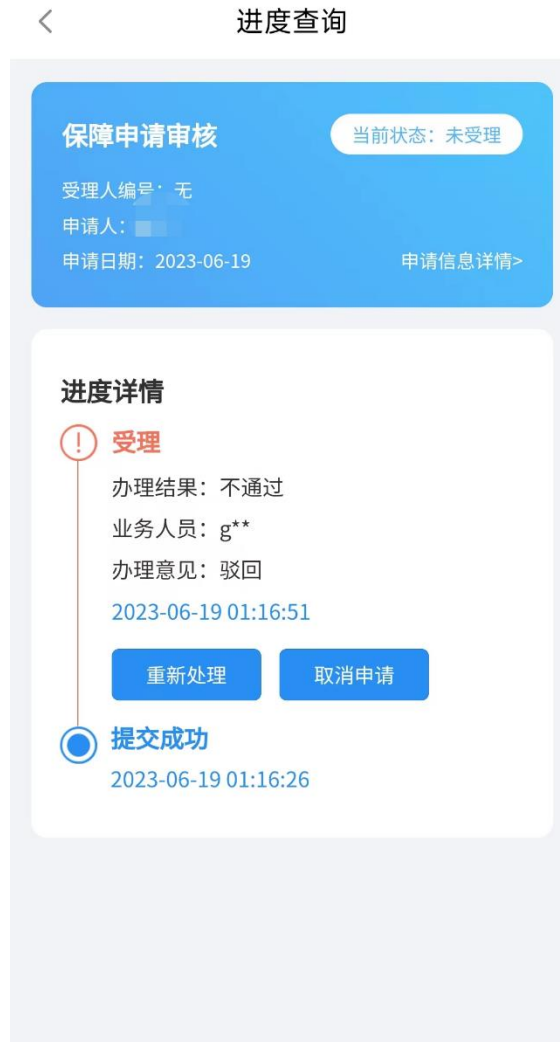 进度查询
保障申请审核
当前状态：未受理
受理人编号：无
申请人：
申请日期：2023-06-19
申请信息详情>
进度详情
受理
办理结果：不通过
业务人员：g**
办理意见：驳回
2023-06-19 01:16:51
重新处理
取消申请
提交成功
2023-06-19 01:16:26